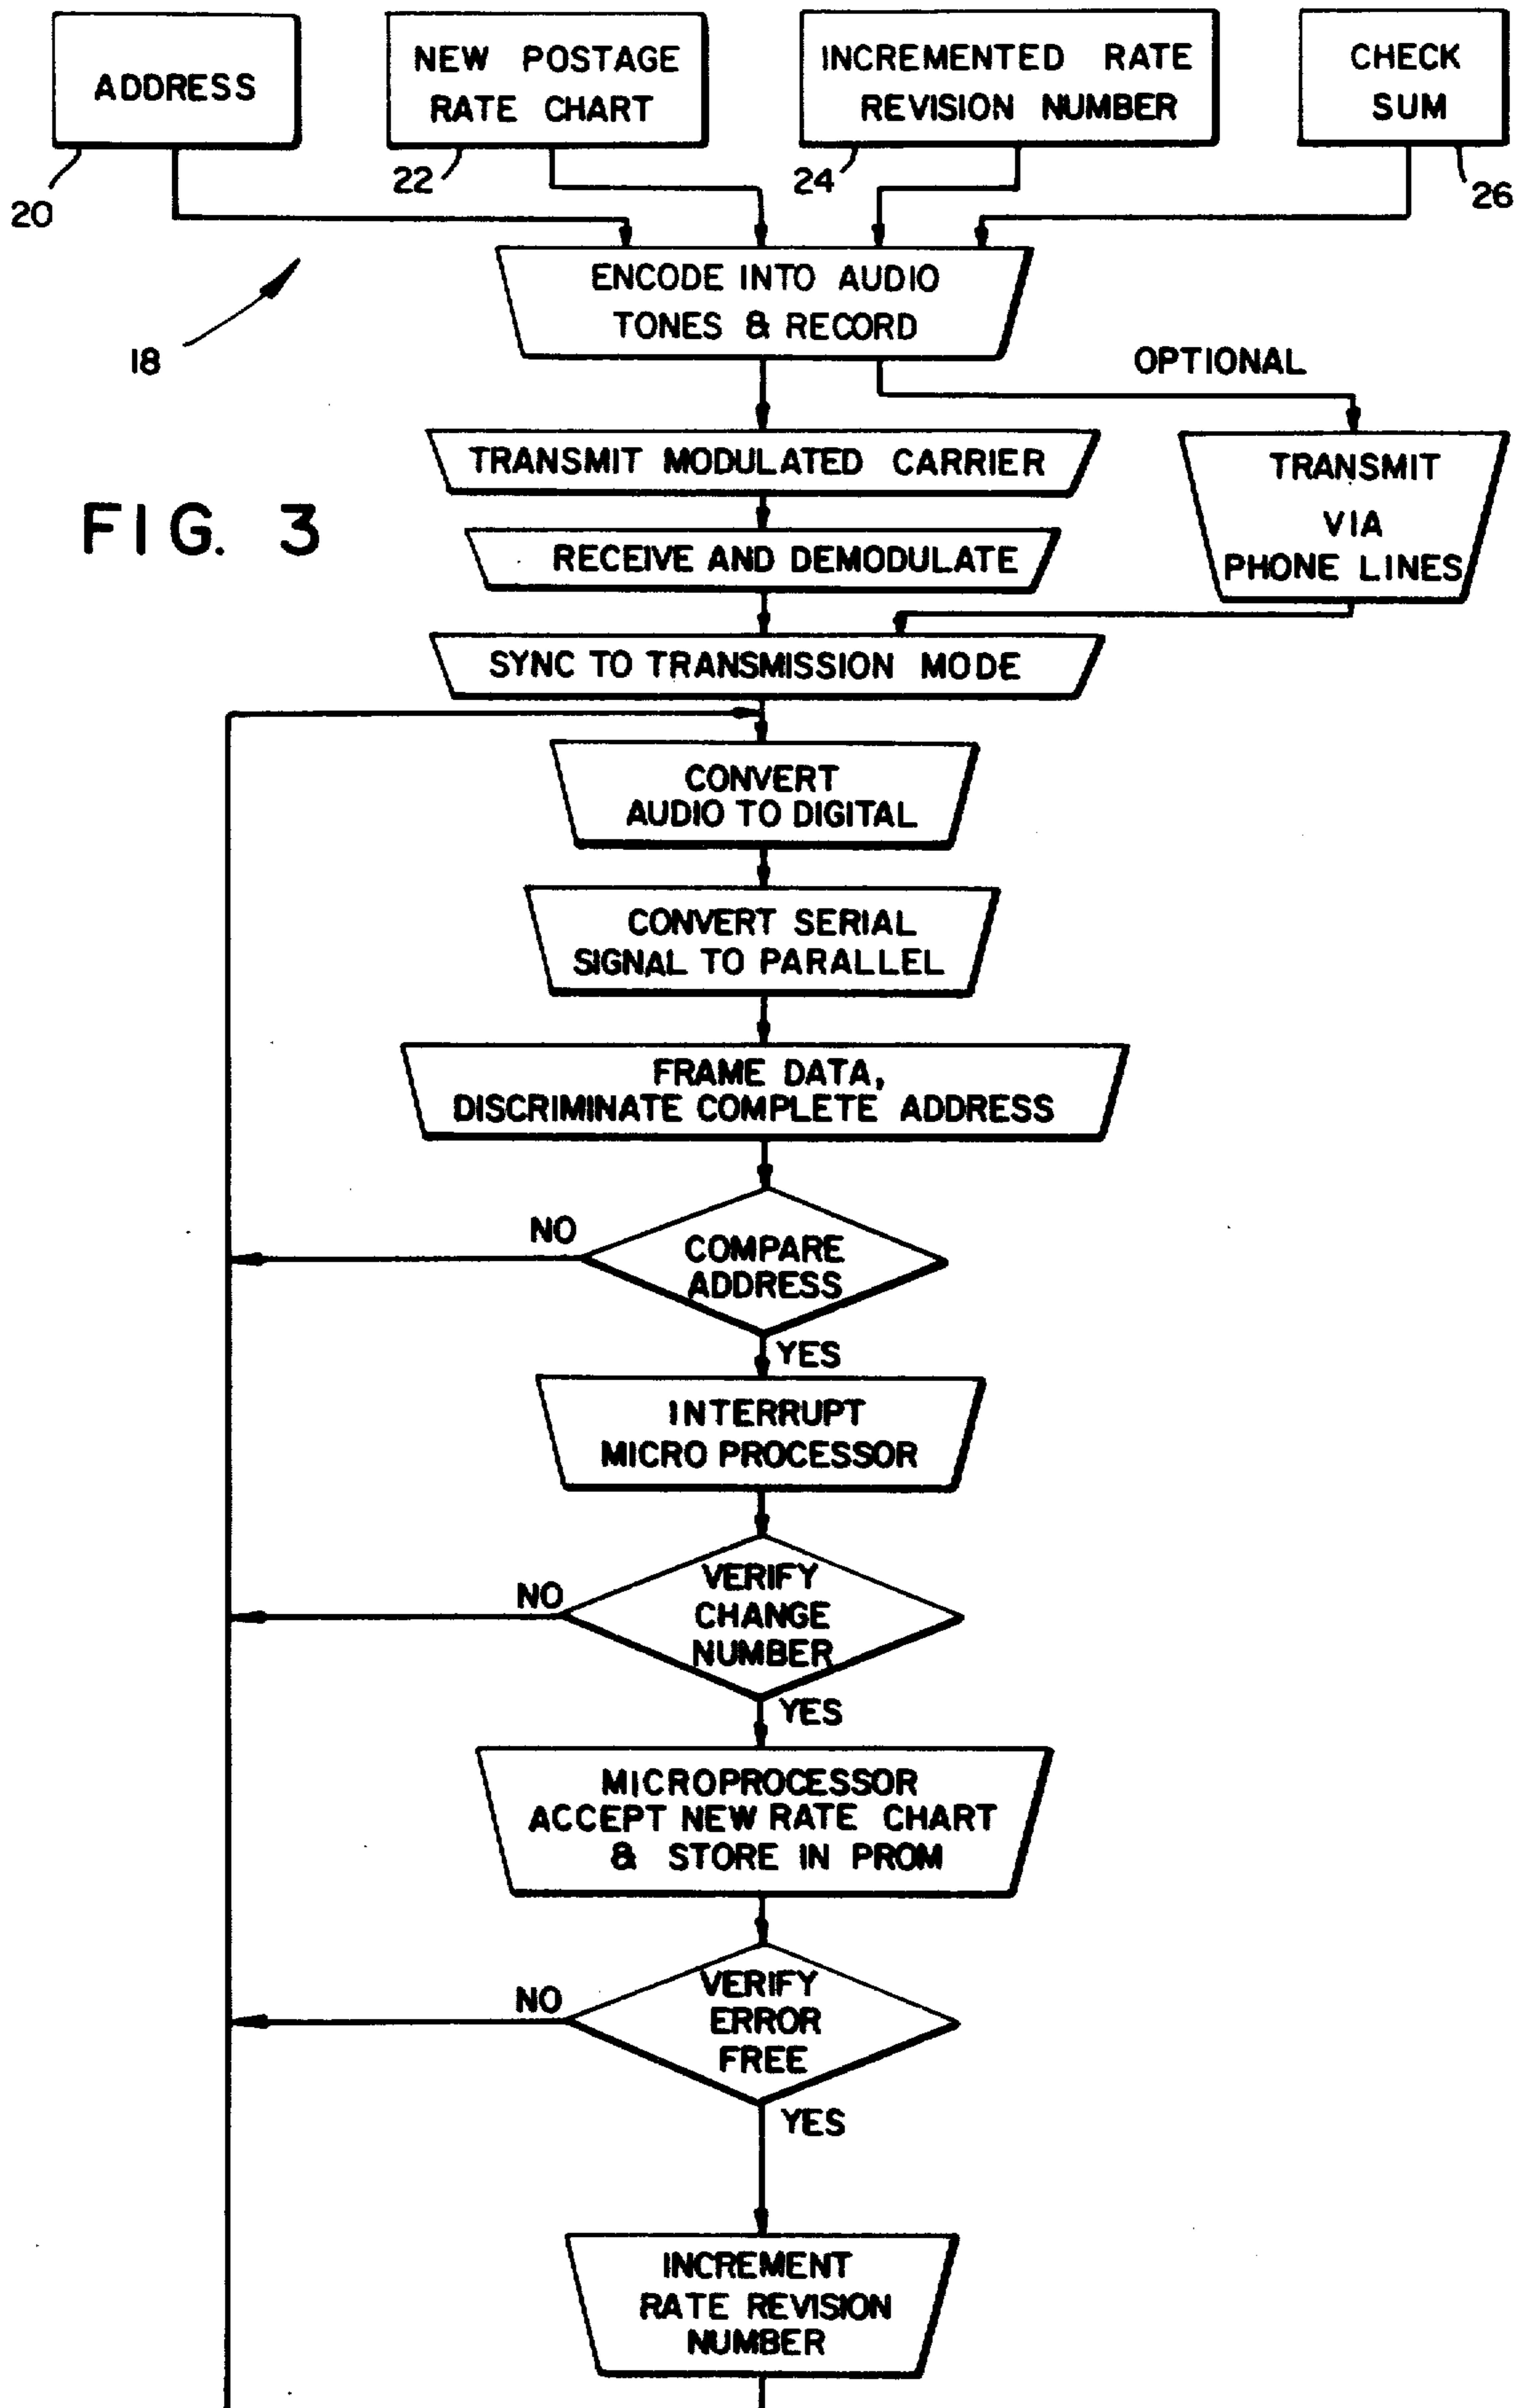 ADDRESS
20
NEW POSTAGE
RATE CHART
22
INCREMENTED RATE
REVISION NUMBER
24
CHECK
SUM
26
18
ENCODE INTO AUDIO
TONES & RECORD
OPTIONAL
TRANSMIT MODULATED CARRIER
TRANSMIT
VIA
PHONE LINES
FIG. 3
RECEIVE AND DEMODULATE
SYNC TO TRANSMISSION MODE
CONVERT
AUDIO TO DIGITAL
CONVERT SERIAL
SIGNAL TO PARALLEL
FRAME DATA,
DISCRIMINATE COMPLETE ADDRESS
NO
COMPARE
ADDRESS
YES
INTERRUPT
MICRO PROCESSOR
NO
VERIFY
CHANGE
NUMBER
YES
MICROPROCESSOR
ACCEPT NEW RATE CHART
& STORE IN PROM
NO
VERIFY
ERROR
FREE
YES
INCREMENT
RATE REVISION
NUMBER